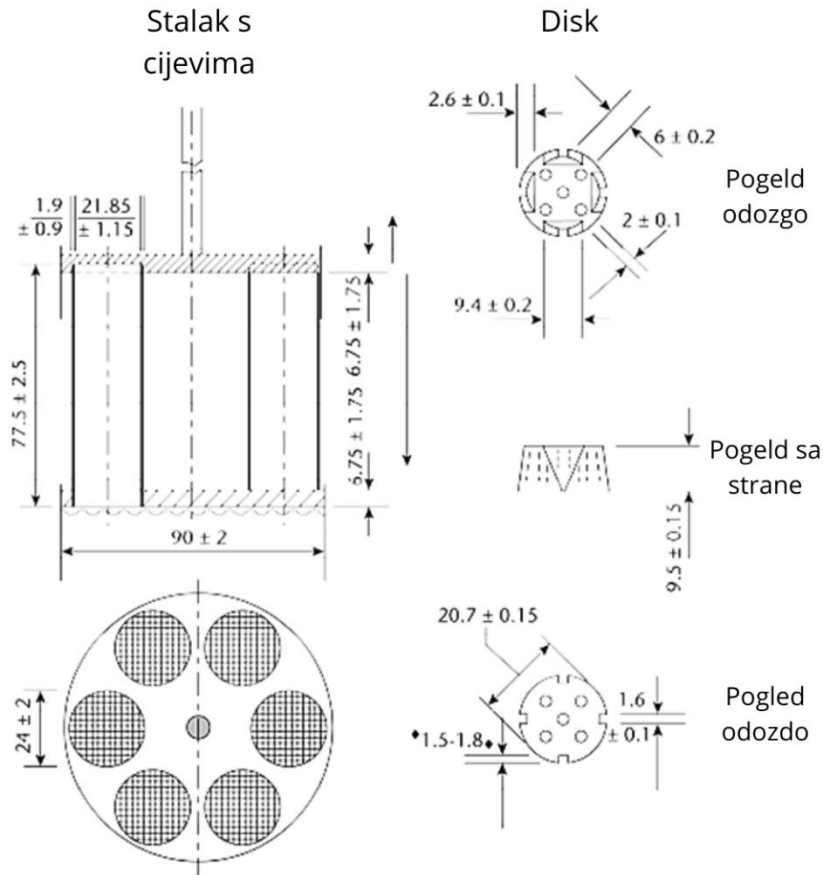 Stalak s
cijevima
Disk
2.6 ± 0.1
6 ± 0.2
Pogeld
odozgo
1.9
± 0.9
21.85
± 1.15
2 ± 0.1
9.4 ± 0.2
77.5 ± 2.5
6.75 ± 1.75
6.75 ± 1.75
Pogeld sa
strane
9.5 ± 0.15
90 ± 2
20.7 ± 0.15
24 ± 2
1.6
± 0.1
Pogled
odozdo
♦1.5-1.8♦